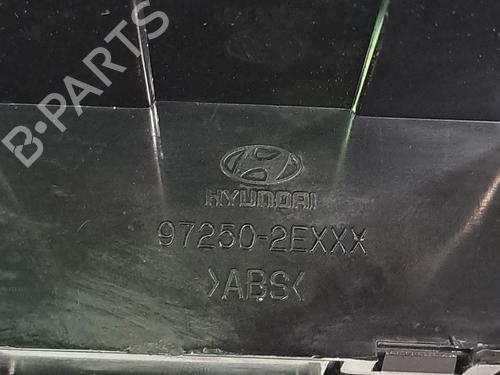 B-PARTS
HYUNDAI
97250-2EXXX
>ABS<